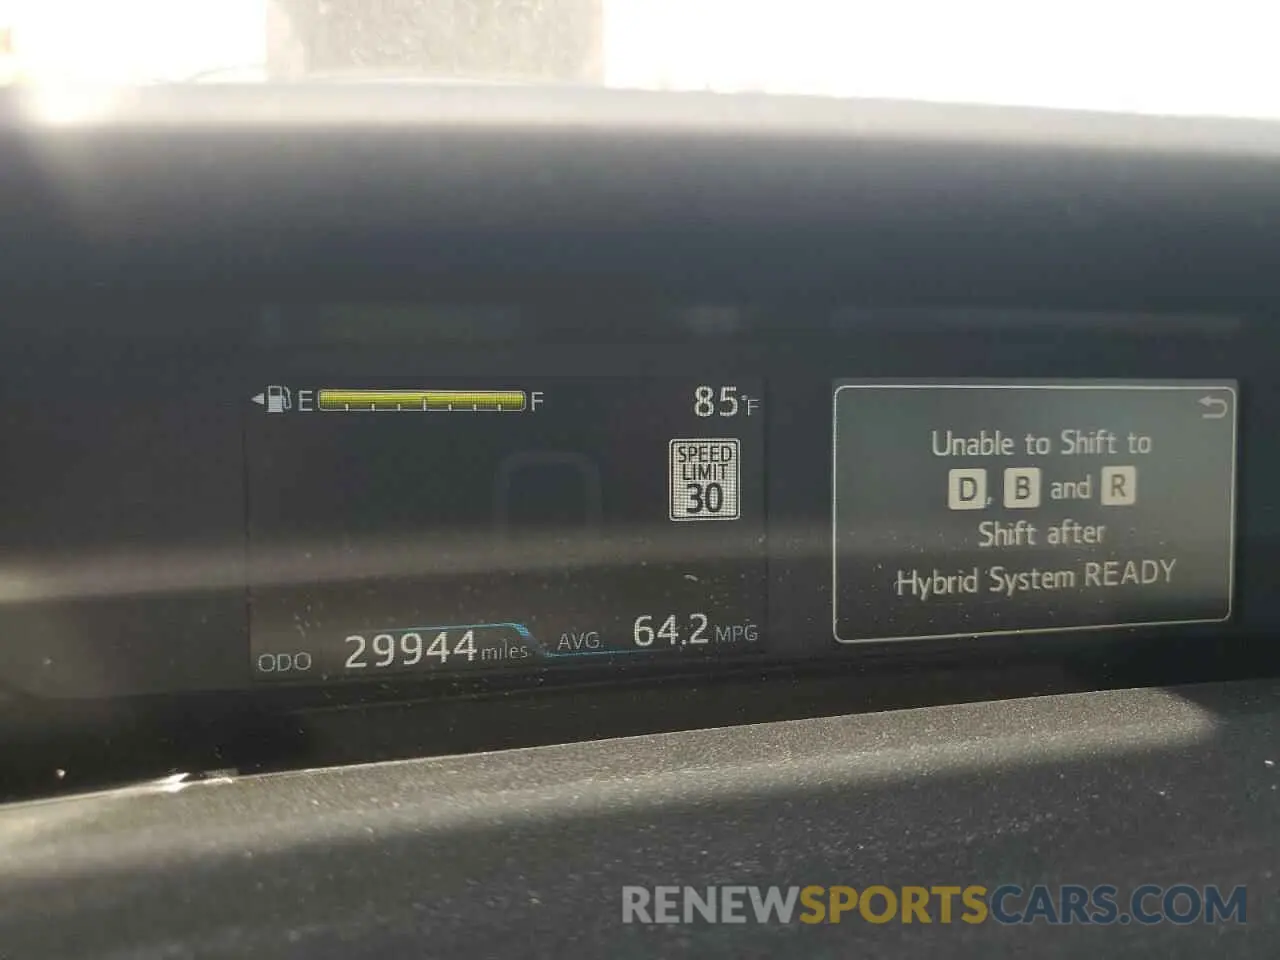 E F 85°F
SPEED
LIMIT
30
ODO 29944 miles AVG. 64.2 MPG
Unable to Shift to
D, B and R
Shift after
Hybrid System READY
RENEWSPORTSCARS.COM